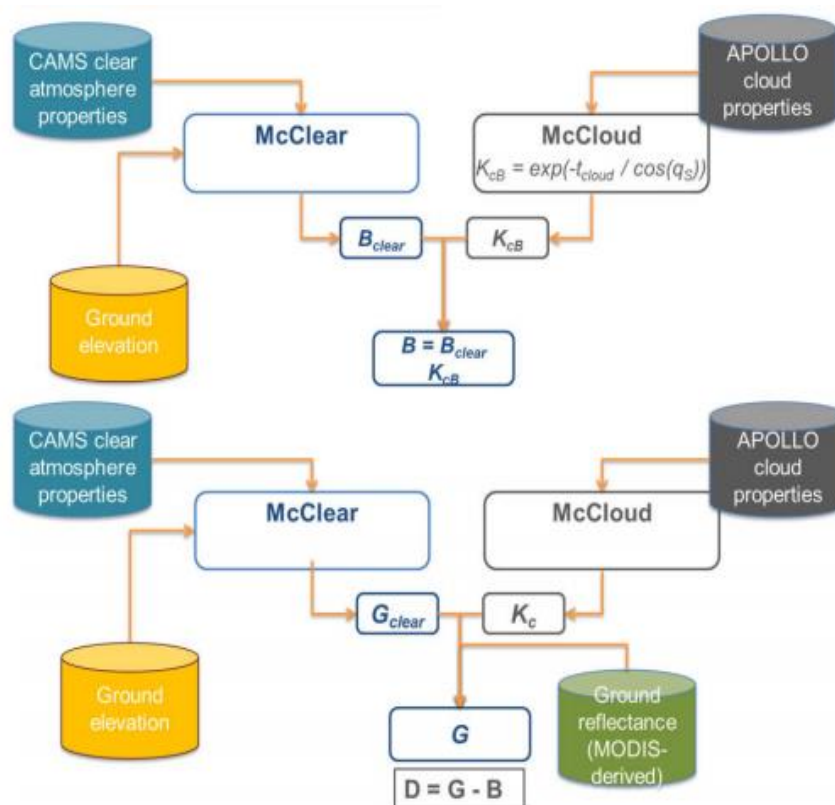 CAMS clear
atmosphere
properties
APOLLO
cloud
properties
McClear
McCloud
K_cB = exp(-t_cloud / cos(q_S))
B_clear
K_cB
Ground
elevation
B = B_clear
K_cB
CAMS clear
atmosphere
properties
APOLLO
cloud
properties
McClear
McCloud
G_clear
K_c
Ground
elevation
Ground
reflectance
(MODIS-
derived)
G
D = G - B